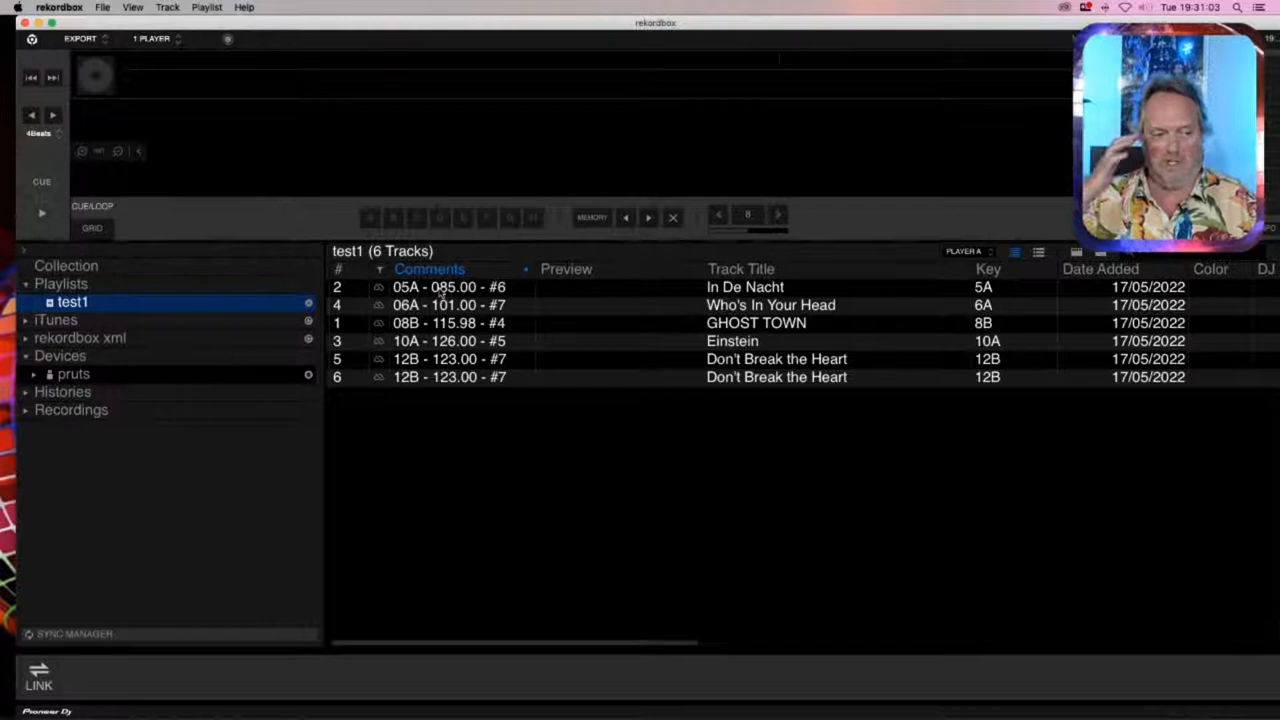 rekordbox File View Track Playlist Help Tue 19:31:03
rekordbox
EXPORT 1 PLAYER
4Beats
CUE
CUE/LOOP
GRID
MEMORY
8
test1 (6 Tracks)
PLAYER A
Collection
Playlists
test1
iTunes
rekordbox xml
Devices
pruts
Histories
Recordings
# Comments Preview Track Title Key Date Added Color DJ
2 05A - 085.00 - #6 In De Nacht 5A 17/05/2022
4 06A - 101.00 - #7 Who's In Your Head 6A 17/05/2022
1 08B - 115.98 - #4 GHOST TOWN 8B 17/05/2022
3 10A - 126.00 - #5 Einstein 10A 17/05/2022
5 12B - 123.00 - #7 Don't Break the Heart 12B 17/05/2022
6 12B - 123.00 - #7 Don't Break the Heart 12B 17/05/2022
SYNC MANAGER
LINK
Pioneer Dj